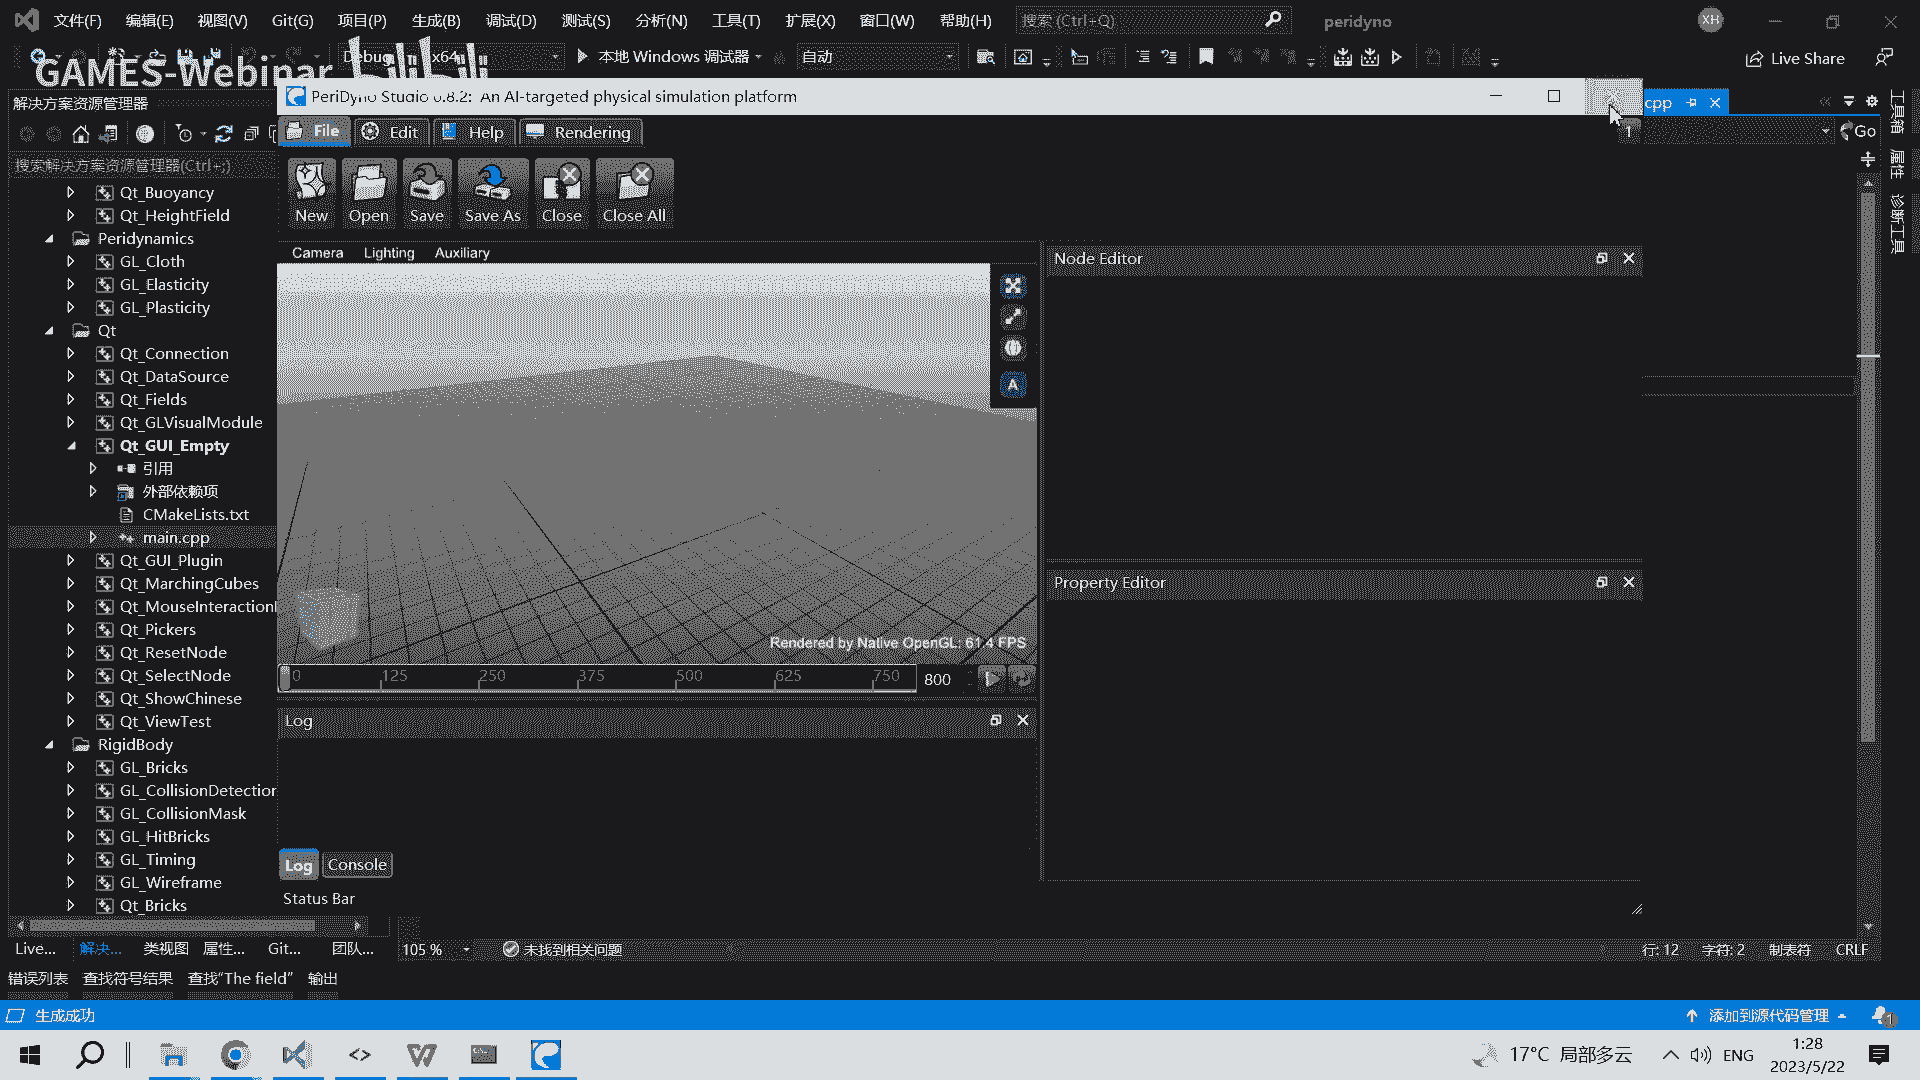 文件(F) 编辑(E) 视图(V) Git(G) 项目(P) 生成(B) 调试(D) 测试(S) 分析(N) 工具(T) 扩展(X) 窗口(W) 帮助(H) 搜索 (Ctrl+Q) peridyno XH
Debug x64 本地 Windows 调试器 自动 Live Share
GAMES-Webinar bilibili
解决方案资源管理器
PeriDyno Studio 0.8.2: An AI-targeted physical simulation platform
cpp
File Edit Help Rendering
1
Go
搜索解决方案资源管理器(Ctrl+;)
工具箱
属性
诊断工具
New Open Save Save As Close Close All
Camera Lighting Auxiliary
Node Editor
A
Property Editor
Rendered by Native OpenGL: 61.4 FPS
0 125 250 375 500 625 750 800
Log
Log Console
Status Bar
Qt_Buoyancy
Qt_HeightField
Peridynamics
GL_Cloth
GL_Elasticity
GL_Plasticity
Qt
Qt_Connection
Qt_DataSource
Qt_Fields
Qt_GLVisualModule
Qt_GUI_Empty
引用
外部依赖项
CMakeLists.txt
main.cpp
Qt_GUI_Plugin
Qt_MarchingCubes
Qt_MouseInteraction
Qt_Pickers
Qt_ResetNode
Qt_SelectNode
Qt_ShowChinese
Qt_ViewTest
RigidBody
GL_Bricks
GL_CollisionDetection
GL_CollisionMask
GL_HitBricks
GL_Timing
GL_Wireframe
Qt_Bricks
Live... 解决... 类视图 属性... Git... 团队... 105 % 未找到相关问题 行: 12 字符: 2 制表符 CRLF
错误列表 查找符号结果 查找"The field" 输出
生成成功 添加到源代码管理 1
17°C 局部多云 ENG 1:28
2023/5/22